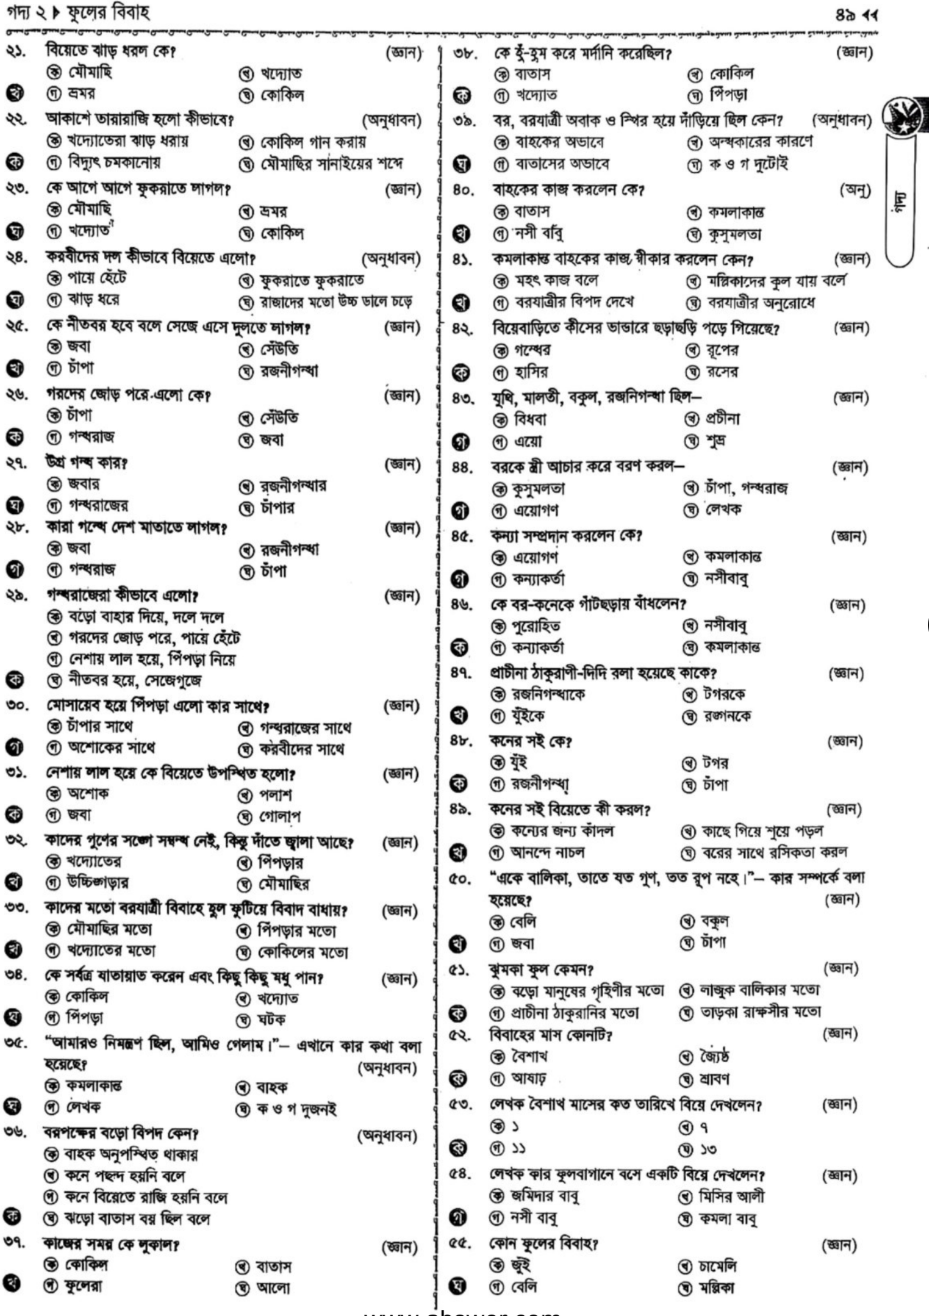 গদ্য ২ ▶ ফুলের বিবাহ
৪৯ ◀◀
২১. বিয়েতে ঝাড় ধরল কে? (জ্ঞান)
ক মৌমাছি খ খদ্যোত
খ গ ভ্রমর ঘ কোকিল
২২. আকাশে তারারাজি হলো কীভাবে? (অনুধাবন)
ক খদ্যোতেরা ঝাড় ধরায় খ কোকিল গান করায়
ক গ বিদ্যুৎ চমকানোয় ঘ মৌমাছির সানাইয়ের শব্দে
২৩. কে আগে আগে ফুকরাতে লাগল? (জ্ঞান)
ক মৌমাছি খ ভ্রমর
ঘ গ খদ্যোত ঘ কোকিল
২৪. করবীদের দল কীভাবে বিয়েতে এলো? (অনুধাবন)
ক পায়ে হেঁটে খ ফুকরাতে ফুকরাতে
ঘ গ ঝাড় ধরে ঘ রাজাদের মতো উচ্চ ডালে চড়ে
২৫. কে নীতবর হবে বলে সেজে এসে দুলতে লাগল? (জ্ঞান)
ক জবা খ সেঁউতি
খ গ চাঁপা ঘ রজনীগন্ধা
২৬. গরদের জোড় পরে এলো কে? (জ্ঞান)
ক চাঁপা খ সেঁউতি
ক গ গন্ধরাজ ঘ জবা
২৭. উগ্র গন্ধ কার? (জ্ঞান)
ক জবার খ রজনীগন্ধার
ঘ গ গন্ধরাজের ঘ চাঁপার
২৮. কারা গন্ধে দেশ মাতাতে লাগল? (জ্ঞান)
ক জবা খ রজনীগন্ধা
গ গ গন্ধরাজ ঘ চাঁপা
২৯. গন্ধরাজেরা কীভাবে এলো? (জ্ঞান)
ক বড়ো বাহার দিয়ে, দলে দলে
খ গরদের জোড় পরে, পায়ে হেঁটে
গ নেশায় লাল হয়ে, পিঁপড়া নিয়ে
ক ঘ নীতবর হয়ে, সেজেগুজে
৩০. মোসায়েব হয়ে পিঁপড়া এলো কার সাথে? (জ্ঞান)
ক চাঁপার সাথে খ গন্ধরাজের সাথে
গ গ অশোকের সাথে ঘ করবীদের সাথে
৩১. নেশায় লাল হয়ে কে বিয়েতে উপস্থিত হলো? (জ্ঞান)
ক অশোক খ পলাশ
ক গ জবা ঘ গোলাপ
৩২. কাদের গুণের সঙ্গে সম্বন্ধ নেই, কিন্তু দাঁতে জ্বালা আছে? (জ্ঞান)
ক খদ্যোতের খ পিঁপড়ার
খ গ উচ্চিঙ্গড়ার ঘ মৌমাছির
৩৩. কাদের মতো বরযাত্রী বিবাহে হুল ফুটিয়ে বিবাদ বাধায়? (জ্ঞান)
ক মৌমাছির মতো খ পিঁপড়ার মতো
খ গ খদ্যোতের মতো ঘ কোকিলের মতো
৩৪. কে সর্বত্র যাতায়াত করেন এবং কিছু কিছু মধু পান? (জ্ঞান)
ক কোকিল খ খদ্যোত
ঘ গ পিঁপড়া ঘ ঘটক
৩৫. “আমারও নিমন্ত্রণ ছিল, আমিও গেলাম।”— এখানে কার কথা বলা
হয়েছে? (অনুধাবন)
ক কমলাকান্ত খ বাহক
ঘ গ লেখক ঘ ক ও গ দুজনই
৩৬. বরপক্ষের বড়ো বিপদ কেন? (অনুধাবন)
ক বাহক অনুপস্থিত থাকায়
খ কনে পছন্দ হয়নি বলে
গ কনে বিয়েতে রাজি হয়নি বলে
ক ঘ ঝড়ো বাতাস বয় ছিল বলে
৩৭. কাজের সময় কে লুকাল? (জ্ঞান)
ক কোকিল খ বাতাস
খ গ ফুলেরা ঘ আলো
৩৮. কে হুঁ-হুম করে মর্দানি করেছিল? (জ্ঞান)
ক বাতাস খ কোকিল
ক গ খদ্যোত ঘ পিঁপড়া
৩৯. বর, বরযাত্রী অবাক ও স্থির হয়ে দাঁড়িয়ে ছিল কেন? (অনুধাবন)
ক বাহকের অভাবে খ অন্ধকারের কারণে
ঘ গ বাতাসের অভাবে ঘ ক ও গ দুটোই
৪০. বাহকের কাজ করলেন কে? (অনু)
ক বাতাস খ কমলাকান্ত
খ গ নসী বাবি ঘ কুসুমলতা
৪১. কমলাকান্ত বাহকের কাজ স্বীকার করলেন কেন? (জ্ঞান)
ক মহৎ কাজ বলে খ মল্লিকাদের কুল যায় বলে
খ গ বরযাত্রীর বিপদ দেখে ঘ বরযাত্রীর অনুরোধে
৪২. বিয়েবাড়িতে কীসের ভান্ডারে ছড়াছড়ি পড়ে গিয়েছে? (জ্ঞান)
ক গন্ধের খ রূপের
ক গ হাসির ঘ রসের
৪৩. যূথি, মালতী, বকুল, রজনিগন্ধা ছিল— (জ্ঞান)
ক বিধবা খ প্রচীনা
গ গ এয়ো ঘ শুভ্র
৪৪. বরকে স্ত্রী আচার করে বরণ করল— (জ্ঞান)
ক কুসুমলতা খ চাঁপা, গন্ধরাজ
গ গ এয়োগণ ঘ লেখক
৪৫. কন্যা সম্প্রদান করলেন কে? (জ্ঞান)
ক এয়োগণ খ কমলাকান্ত
গ গ কন্যাকর্তা ঘ নসীবাবু
৪৬. কে বর-কনেকে গাঁটছড়ায় বাঁধলেন? (জ্ঞান)
ক পুরোহিত খ নসীবাবু
ক গ কন্যাকর্তা ঘ কমলাকান্ত
৪৭. প্রাচীনা ঠাকুরাণী-দিদি বলা হয়েছে কাকে? (জ্ঞান)
ক রজনিগন্ধাকে খ টগরকে
খ গ যুঁইকে ঘ রঙ্গনকে
৪৮. কনের সই কে? (জ্ঞান)
ক যুঁই খ টগর
ক গ রজনীগন্ধা ঘ চাঁপা
৪৯. কনের সই বিয়েতে কী করল? (জ্ঞান)
ক কন্যের জন্য কাঁদল খ কাছে গিয়ে শুয়ে পড়ল
খ গ আনন্দে নাচল ঘ বরের সাথে রসিকতা করল
৫০. “একে বালিকা, তাতে যত গুণ, তত রূপ নহে।”— কার সম্পর্কে বলা
হয়েছে? (জ্ঞান)
ক বেলি খ বকুল
খ গ জবা ঘ চাঁপা
৫১. ঝুমকা ফুল কেমন? (জ্ঞান)
ক বড়ো মানুষের গৃহিণীর মতো খ লাজুক বালিকার মতো
ক গ প্রাচীনা ঠাকুরানির মতো ঘ তাড়কা রাক্ষসীর মতো
৫২. বিবাহের মাস কোনটি? (জ্ঞান)
ক বৈশাখ খ জ্যৈষ্ঠ
ক গ আষাঢ় ঘ শ্রাবণ
৫৩. লেখক বৈশাখ মাসের কত তারিখে বিয়ে দেখলেন? (জ্ঞান)
ক ১ খ ৭
ক গ ১১ ঘ ১৩
৫৪. লেখক কার ফুলবাগানে বসে একটি বিয়ে দেখলেন? (জ্ঞান)
ক জমিদার বাবু খ মিসির আলী
গ গ নসী বাবু ঘ কমলা বাবু
৫৫. কোন ফুলের বিবাহ? (জ্ঞান)
ক জুঁই খ চামেলি
ঘ গ বেলি ঘ মল্লিকা
গদ্য